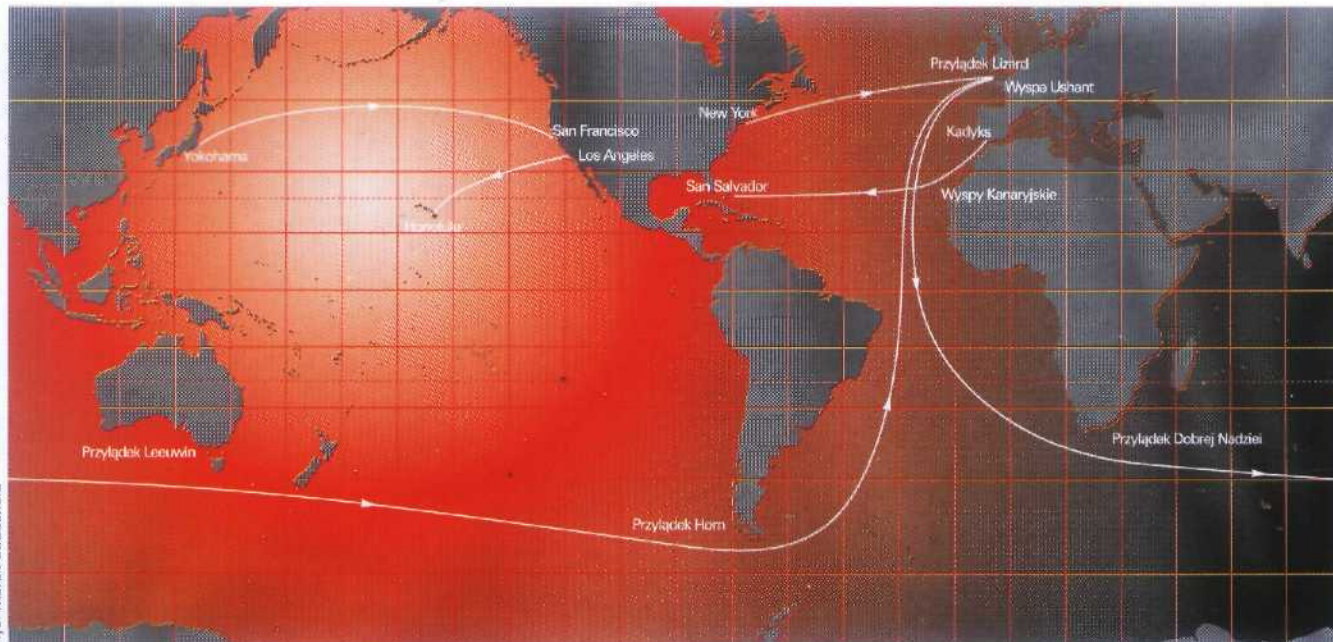 Przylądek Lizard
Wyspa Ushant
New York
San Francisco
Kadyks
Yokohama
Los Angeles
San Salvador
Wyspy Kanaryjskie
Honolulu
Przylądek Leeuwin
Przylądek Dobrej Nadziei
Przylądek Horn